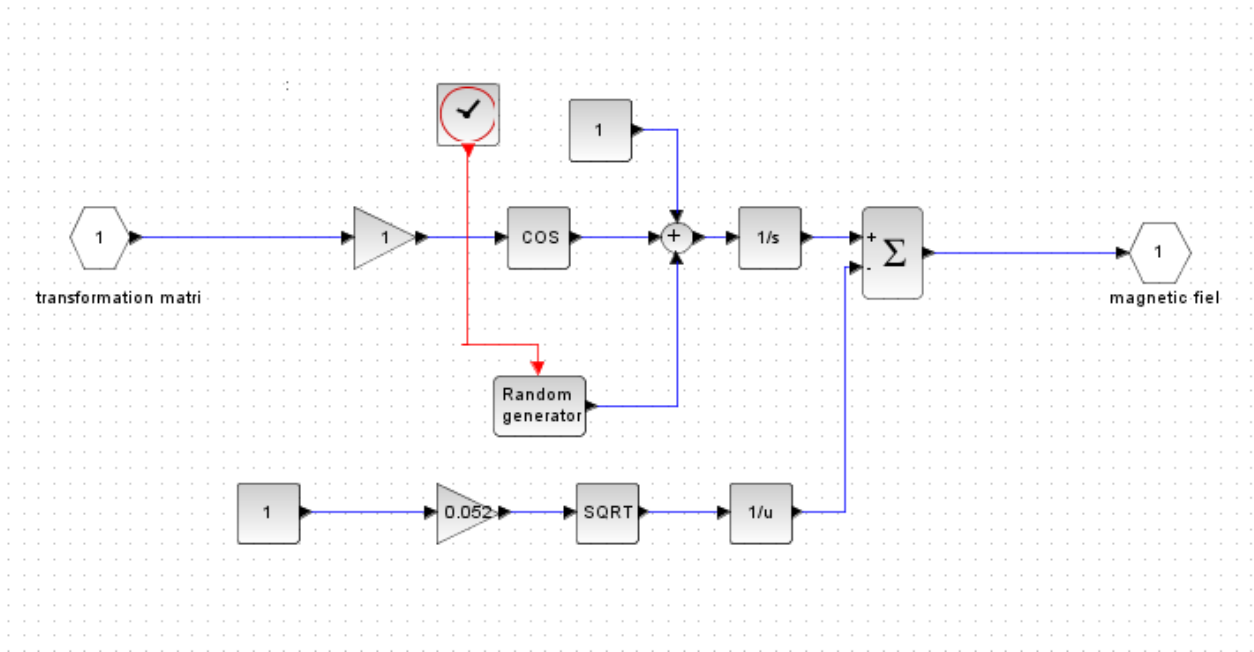 :
1
1
1
COS
+
1/s
+
Σ
-
1
transformation matri
magnetic fiel
Random
generator
1
0.052
SQRT
1/u